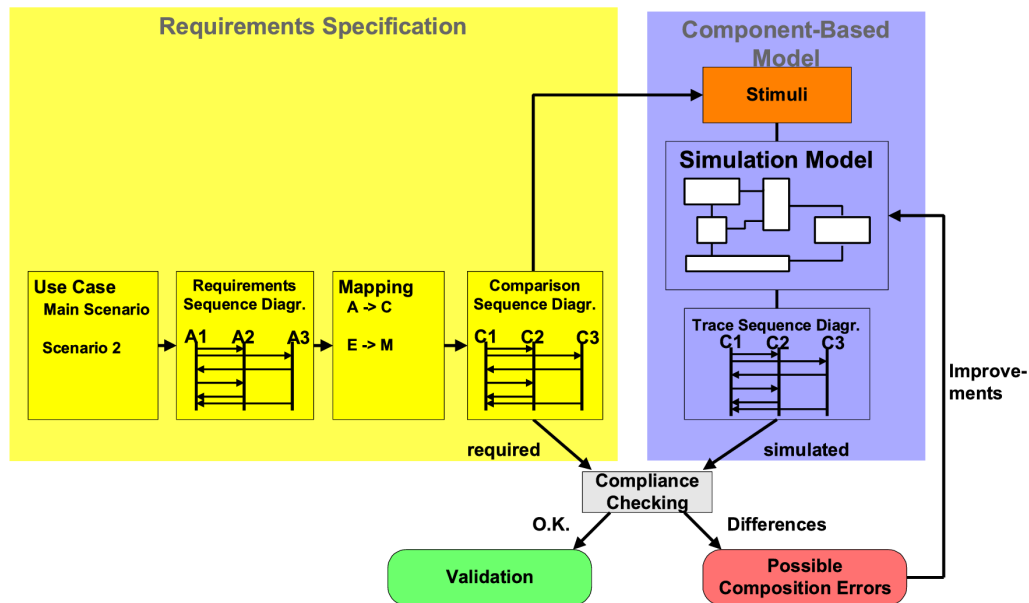 Requirements Specification
Component-Based
Model
Stimuli
Simulation Model
Use Case
Main Scenario
Scenario 2
Requirements
Sequence Diagr.
A1 A2 A3
Mapping
A -> C
E -> M
Comparison
Sequence Diagr.
C1 C2 C3
Trace Sequence Diagr.
C1 C2 C3
Improve-
ments
required
simulated
Compliance
Checking
O.K.
Differences
Validation
Possible
Composition Errors